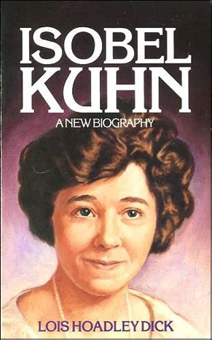 ISOBEL
KUHN
A NEW BIOGRAPHY
LOIS HOADLEY DICK